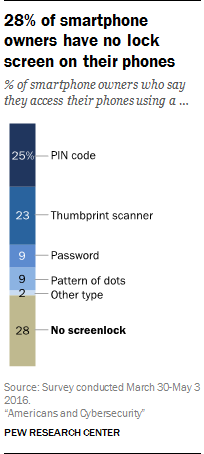 28% of smartphone
owners have no lock
screen on their phones
% of smartphone owners who say
they access their phones using a ...
25% PIN code
23 Thumbprint scanner
9 Password
9 Pattern of dots
2 Other type
28 No screenlock
Source: Survey conducted March 30-May 3
2016.
“Americans and Cybersecurity”
PEW RESEARCH CENTER